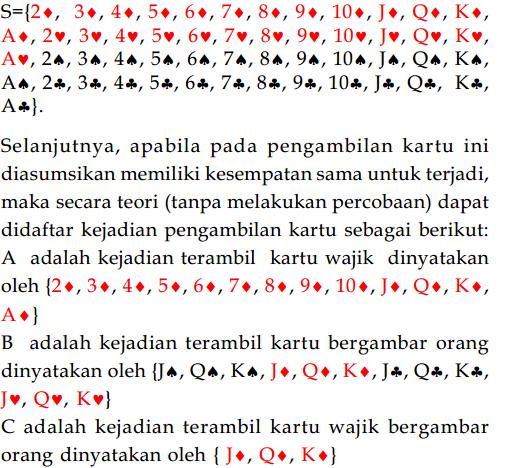 S={2♦, 3♦, 4♦, 5♦, 6♦, 7♦, 8♦, 9♦, 10♦, J♦, Q♦, K♦,
A♦, 2♥, 3♥, 4♥, 5♥, 6♥, 7♥, 8♥, 9♥, 10♥, J♥, Q♥, K♥,
A♥, 2♠, 3♠, 4♠, 5♠, 6♠, 7♠, 8♠, 9♠, 10♠, J♠, Q♠, K♠,
A♠, 2♣, 3♣, 4♣, 5♣, 6♣, 7♣, 8♣, 9♣, 10♣, J♣, Q♣, K♣,
A♣}.
Selanjutnya, apabila pada pengambilan kartu ini
diasumsikan memiliki kesempatan sama untuk terjadi,
maka secara teori (tanpa melakukan percobaan) dapat
didaftar kejadian pengambilan kartu sebagai berikut:
A adalah kejadian terambil kartu wajik dinyatakan
oleh {2♦, 3♦, 4♦, 5♦, 6♦, 7♦, 8♦, 9♦, 10♦, J♦, Q♦, K♦,
A♦}
B adalah kejadian terambil kartu bergambar orang
dinyatakan oleh {J♠, Q♠, K♠, J♦, Q♦, K♦, J♣, Q♣, K♣,
J♥, Q♥, K♥}
C adalah kejadian terambil kartu wajik bergambar
orang dinyatakan oleh { J♦, Q♦, K♦}